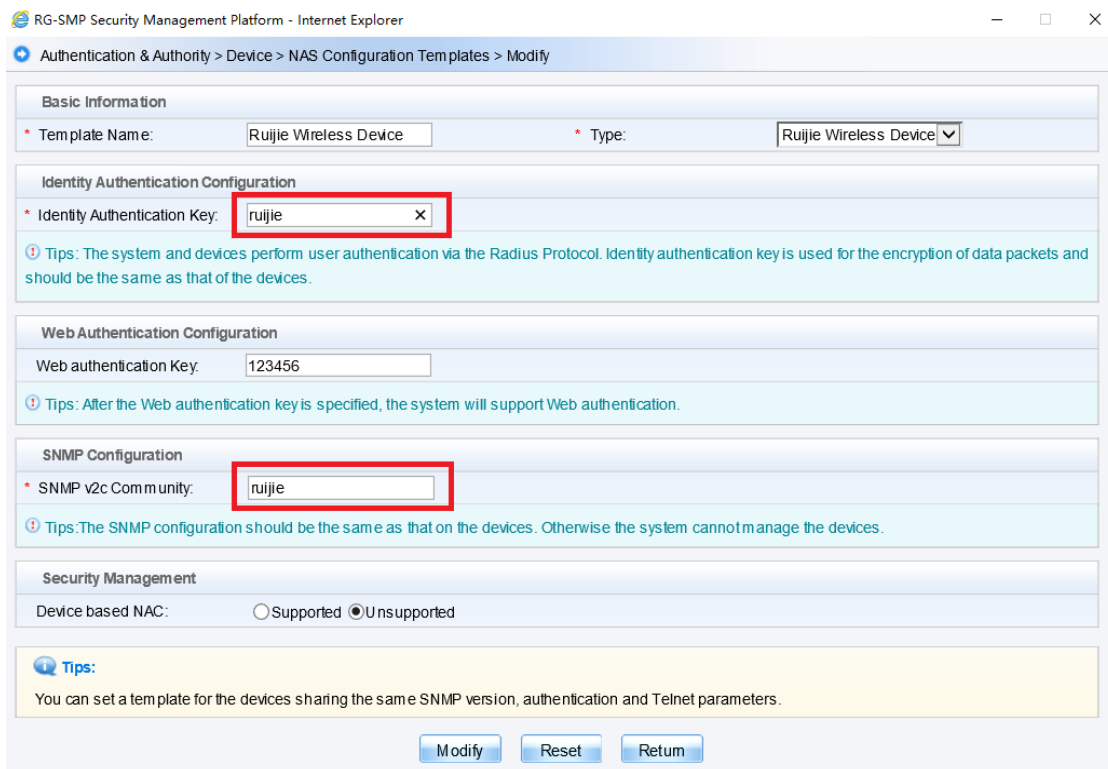 RG-SMP Security Management Platform - Internet Explorer
Authentication & Authority > Device > NAS Configuration Templates > Modify
Basic Information
* Template Name: Ruijie Wireless Device * Type: Ruijie Wireless Device
Identity Authentication Configuration
* Identity Authentication Key: ruijie
Tips: The system and devices perform user authentication via the Radius Protocol. Identity authentication key is used for the encryption of data packets and
should be the same as that of the devices.
Web Authentication Configuration
Web authentication Key: 123456
Tips: After the Web authentication key is specified, the system will support Web authentication.
SNMP Configuration
* SNMP v2c Community: ruijie
Tips:The SNMP configuration should be the same as that on the devices. Otherwise the system cannot manage the devices.
Security Management
Device based NAC: Supported Unsupported
Tips:
You can set a template for the devices sharing the same SNMP version, authentication and Telnet parameters.
Modify Reset Return